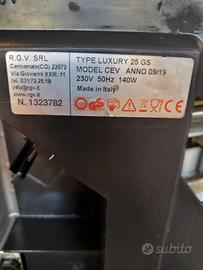 R.G.V. SRL
Cermenate(CO) 22072
Via Giovanni XXIII, 11
tel. 031/72.28.19
info@rgv.it
www.rgv.it
N. 1323782
TYPE LUXURY 25 GS
MODEL CEV ANNO 09/19
230V 50Hz 140W
Made in Italy
subito